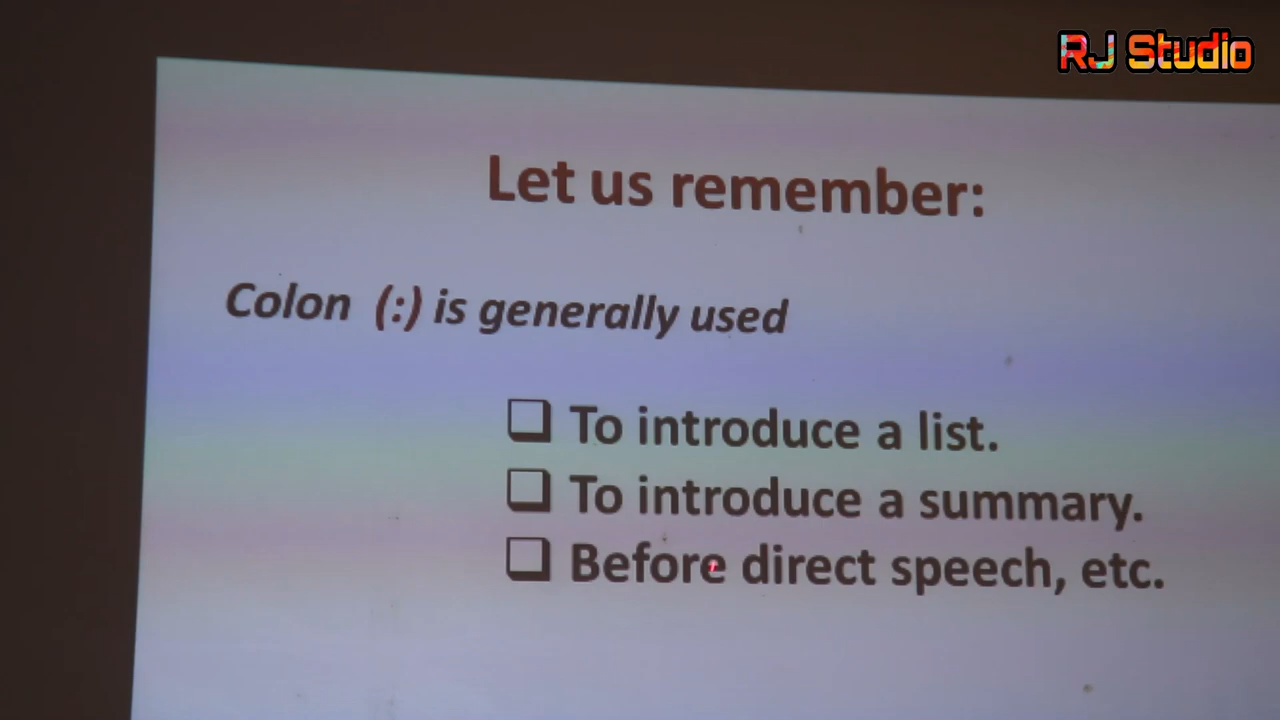 RJ Studio
Let us remember:
Colon (:) is generally used
❑ To introduce a list.
❑ To introduce a summary.
❑ Before direct speech, etc.